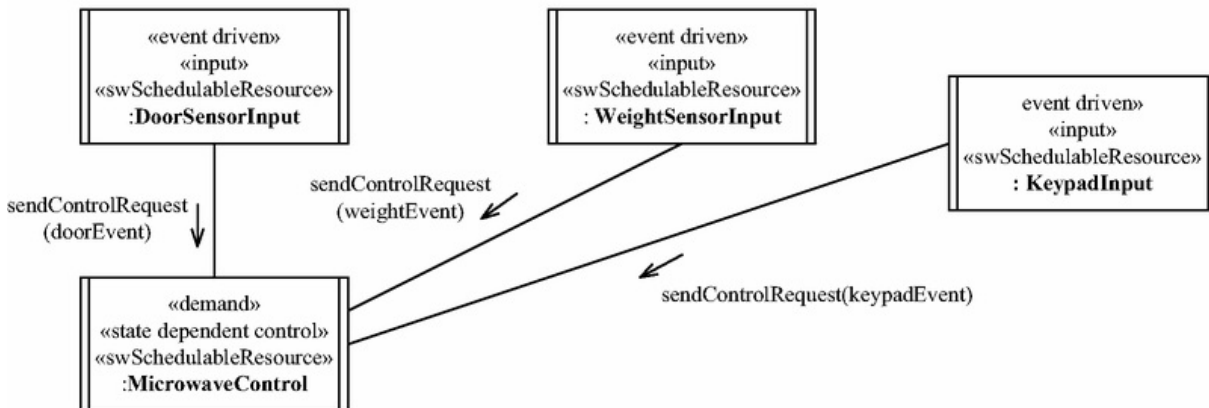 «event driven»
«input»
«swSchedulableResource»
:DoorSensorInput
«event driven»
«input»
«swSchedulableResource»
: WeightSensorInput
event driven»
«input»
«swSchedulableResource»
: KeypadInput
sendControlRequest
(doorEvent)
sendControlRequest
(weightEvent)
sendControlRequest(keypadEvent)
«demand»
«state dependent control»
«swSchedulableResource»
:MicrowaveControl